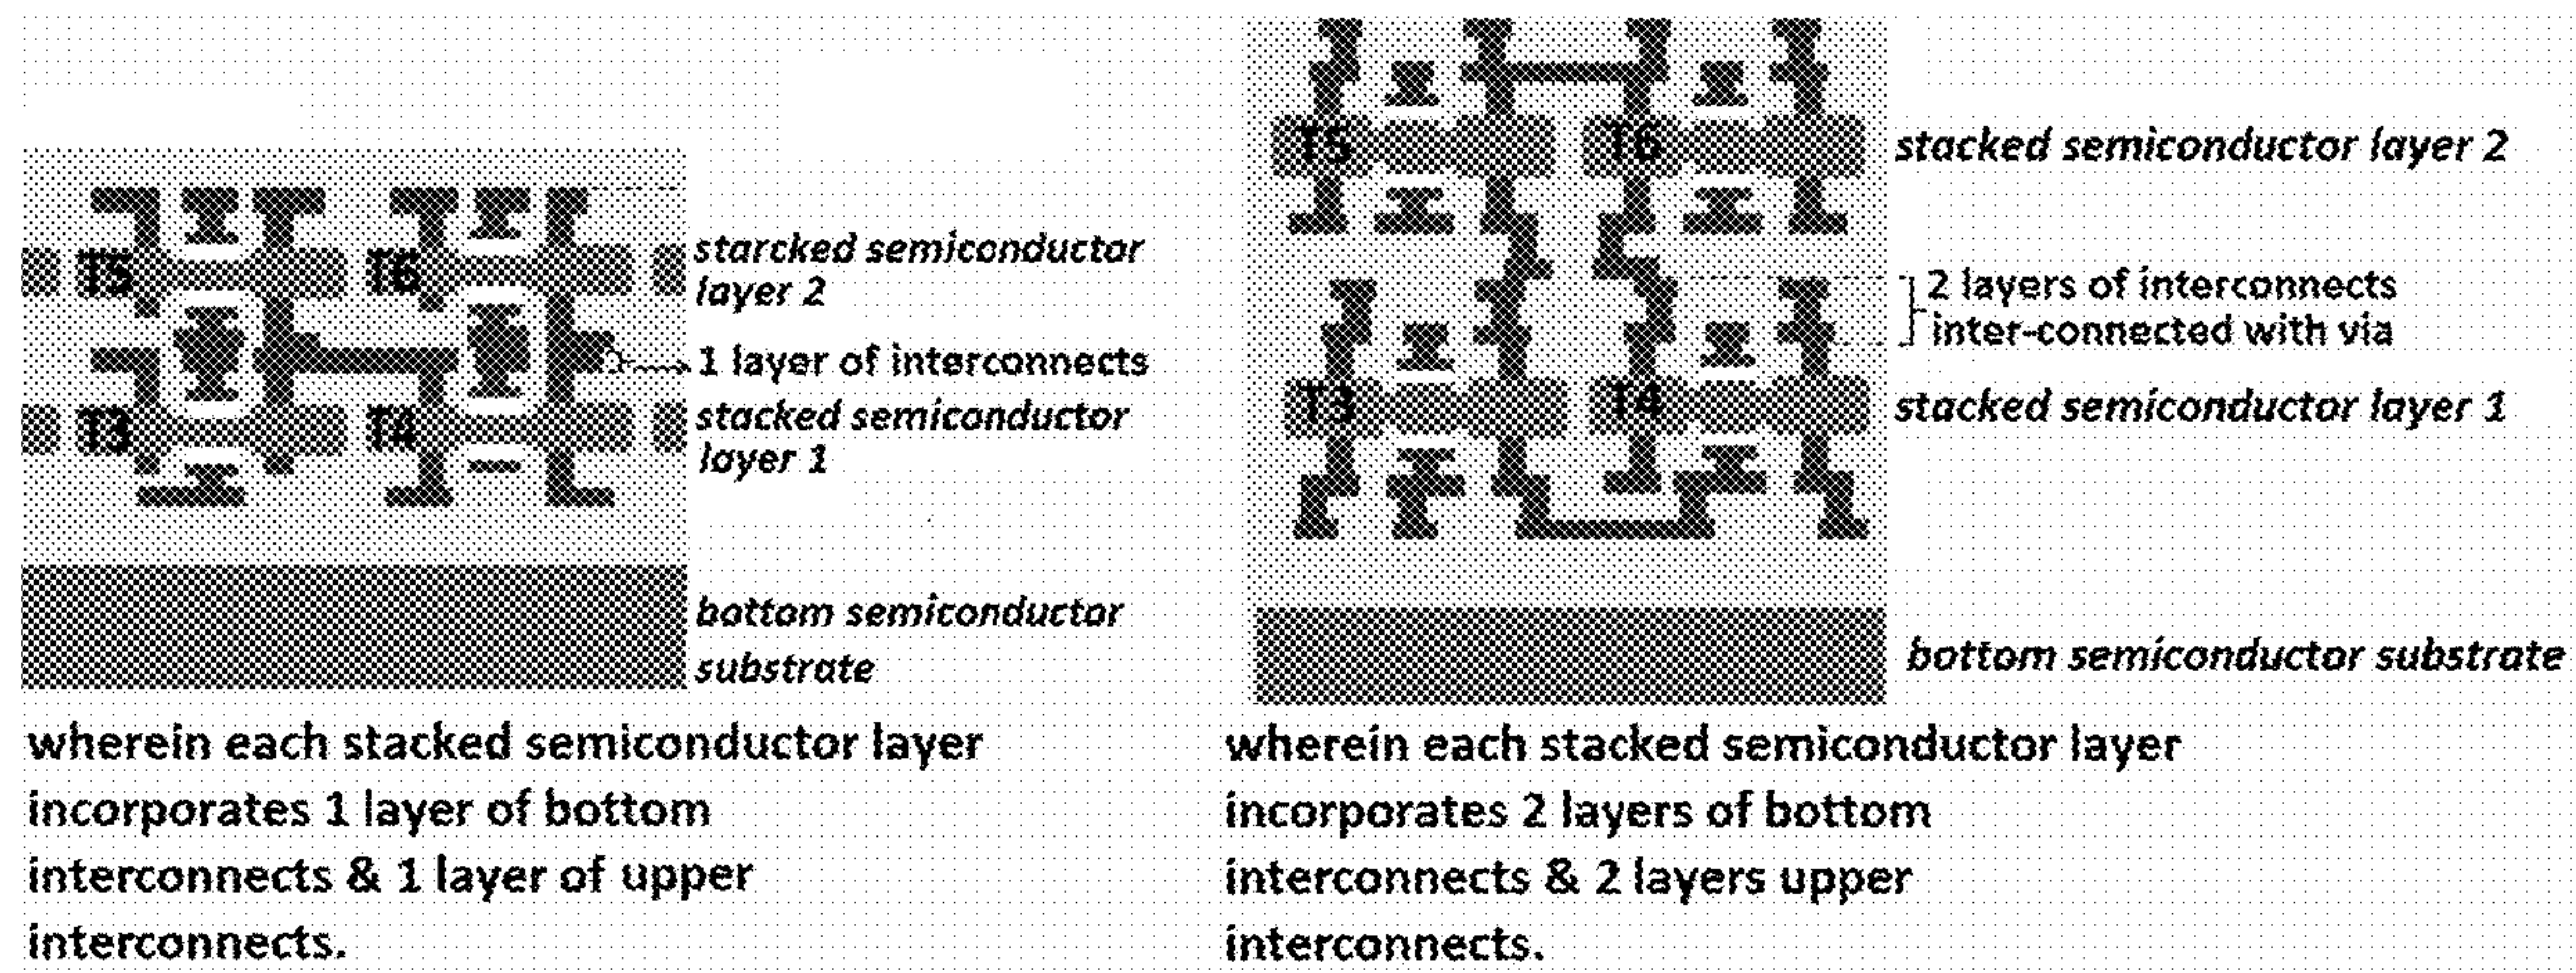 T5
T6
starcked semiconductor
layer 2
1 layer of interconnects
T3
T4
stacked semiconductor
layer 1
bottom semiconductor
substrate
wherein each stacked semiconductor layer
incorporates 1 layer of bottom
interconnects & 1 layer of upper
interconnects.
T5
T6
stacked semiconductor layer 2
2 layers of interconnects
inter-connected with via
T3
T4
stacked semiconductor layer 1
bottom semiconductor substrate
wherein each stacked semiconductor layer
incorporates 2 layers of bottom
interconnects & 2 layers upper
interconnects.